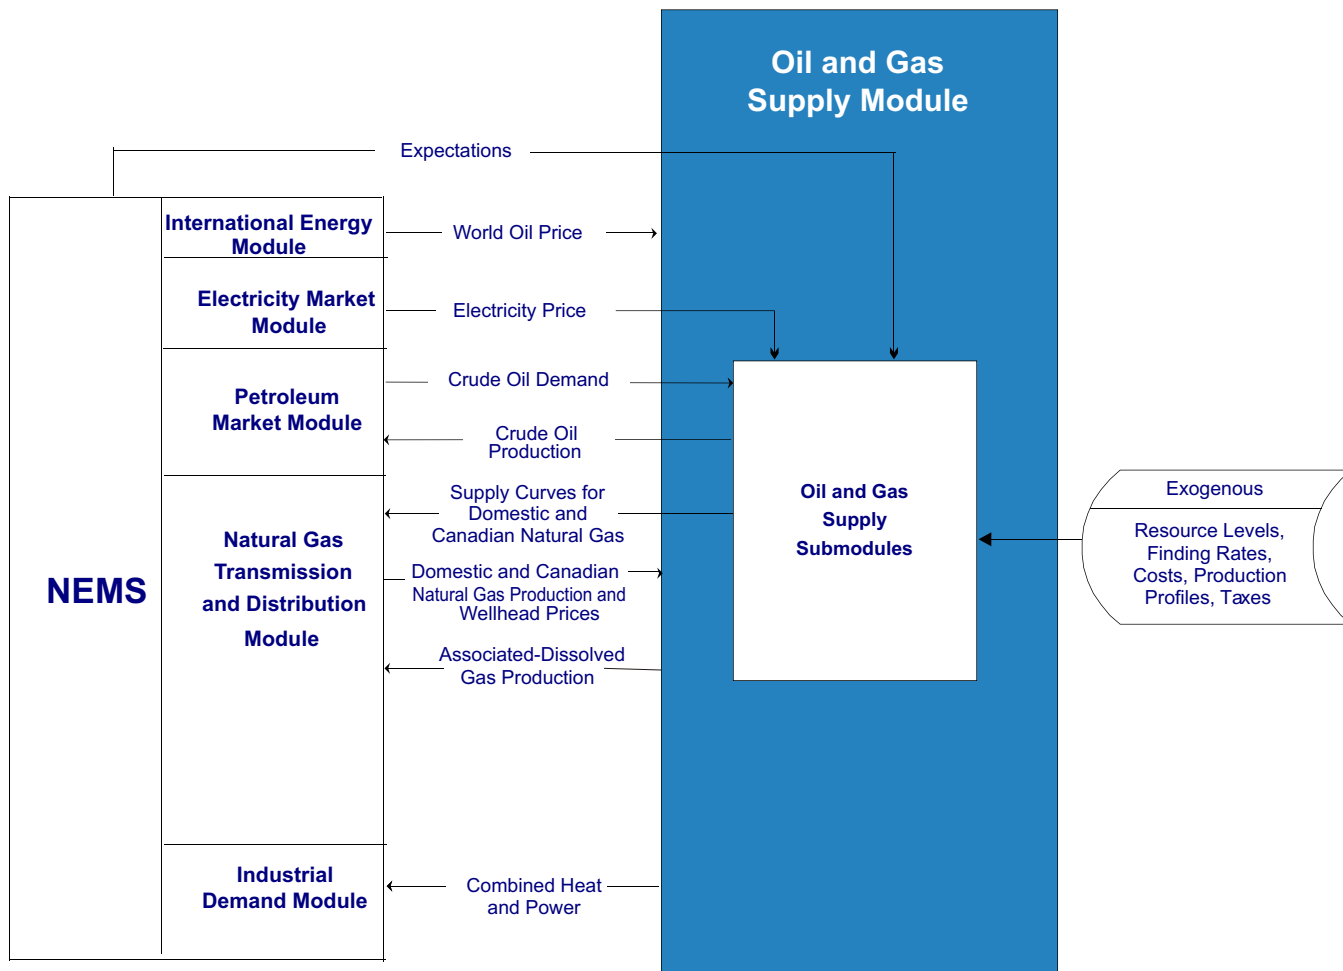 Oil and Gas
Supply Module
Expectations
International Energy
Module
World Oil Price
Electricity Market
Module
Electricity Price
Petroleum
Market Module
Crude Oil Demand
Crude Oil
Production
NEMS
Natural Gas
Transmission
and Distribution
Module
Supply Curves for
Domestic and
Canadian Natural Gas
Domestic and Canadian
Natural Gas Production and
Wellhead Prices
Associated-Dissolved
Gas Production
Oil and Gas
Supply
Submodules
Exogenous
Resource Levels,
Finding Rates,
Costs, Production
Profiles, Taxes
Industrial
Demand Module
Combined Heat
and Power